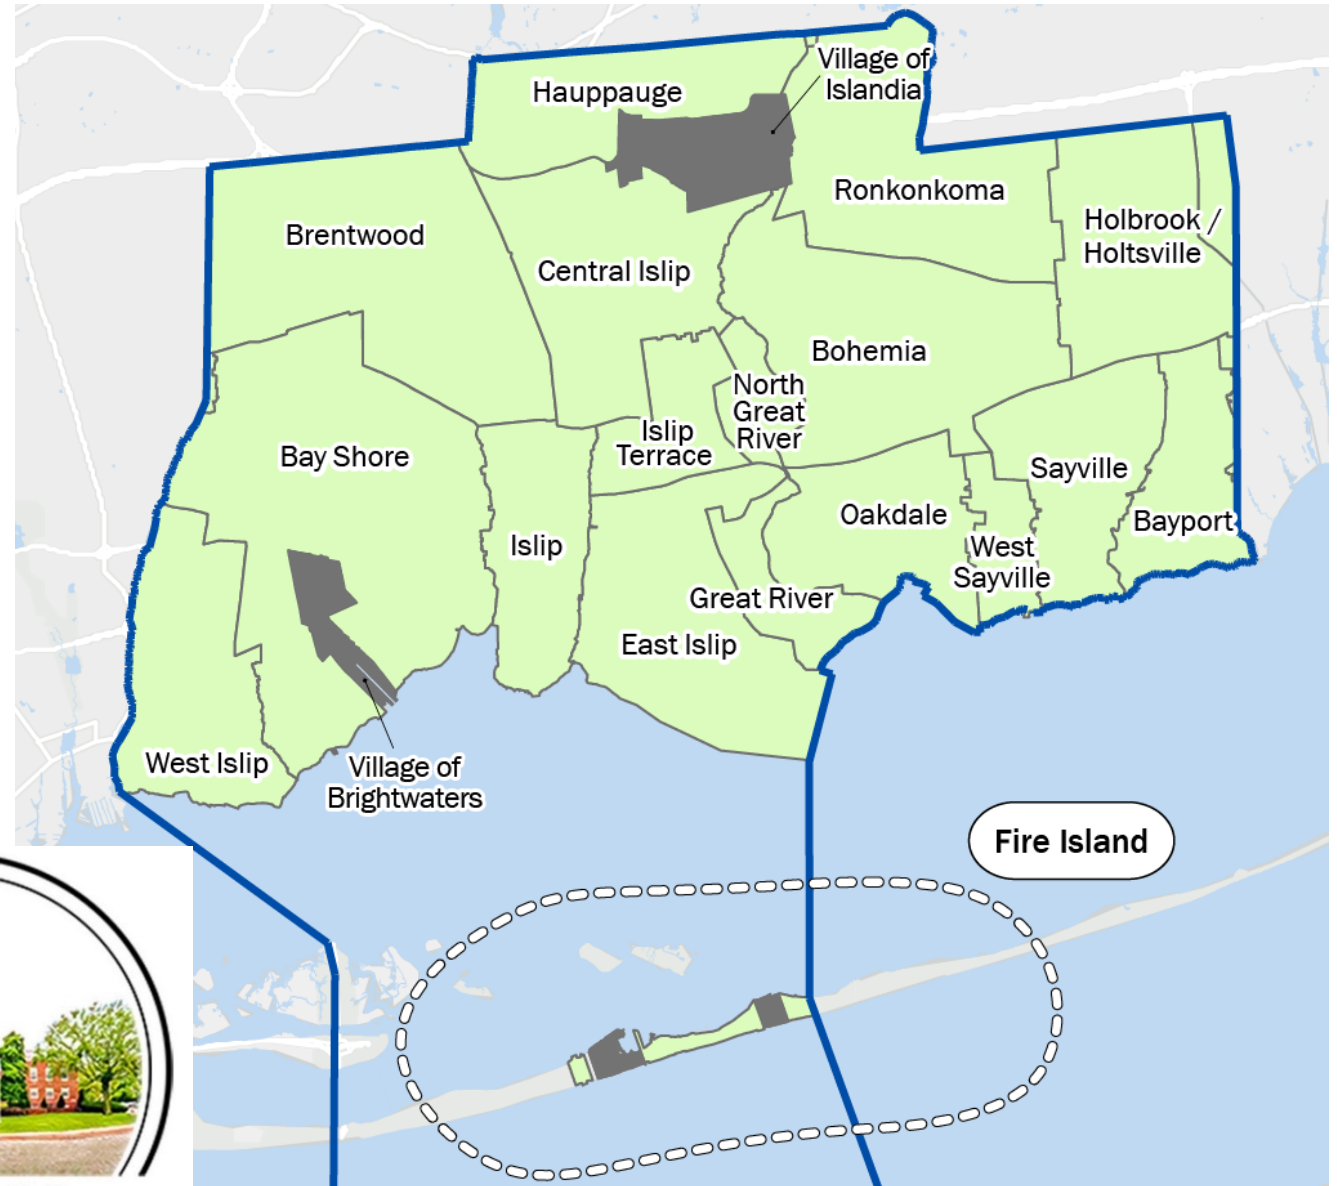 Village of
Islandia
Hauppauge
Ronkonkoma
Holbrook /
Holtsville
Brentwood
Central Islip
Bohemia
North
Great
River
Islip
Terrace
Bay Shore
Sayville
Oakdale
Bayport
Islip
West
Sayville
Great River
East Islip
West Islip
Village of
Brightwaters
Fire Island